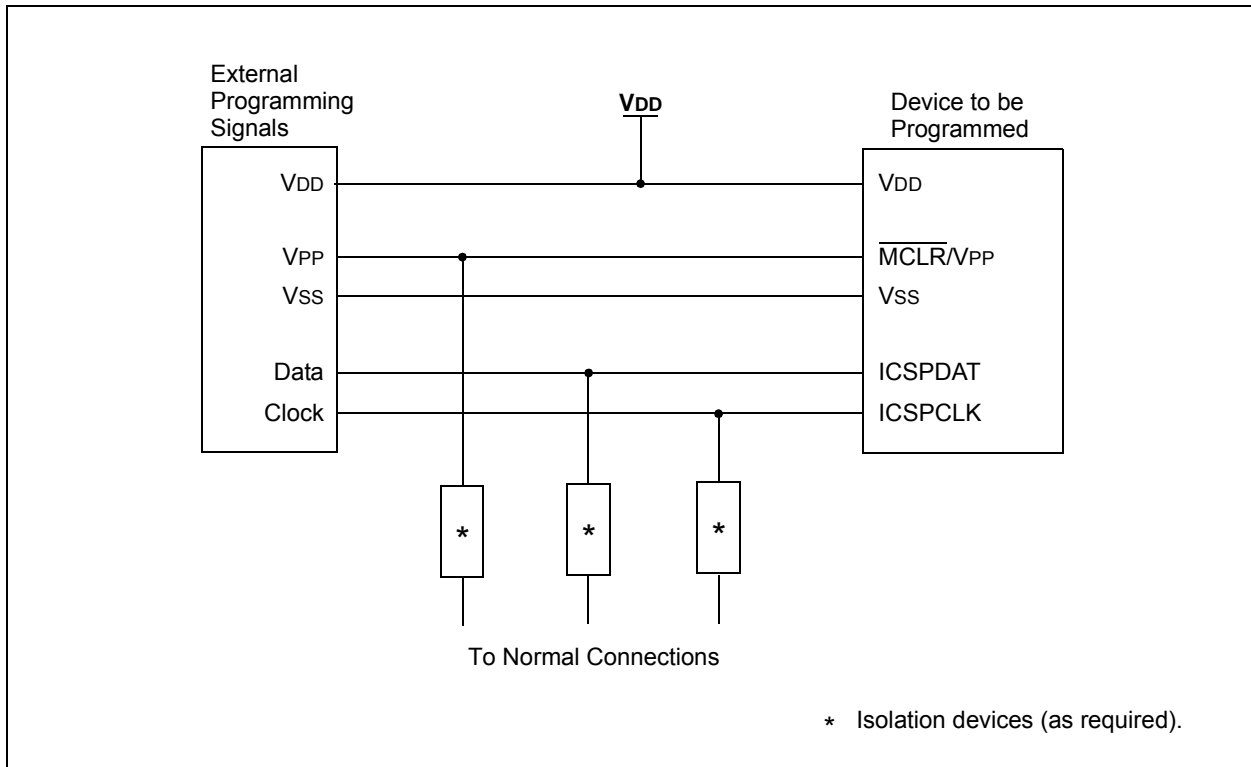 External
Programming
Signals
VDD
Device to be
Programmed
VDD
VDD
VPP
MCLR/VPP
VSS
VSS
Data
ICSPDAT
Clock
ICSPCLK
* * *
To Normal Connections
* Isolation devices (as required).